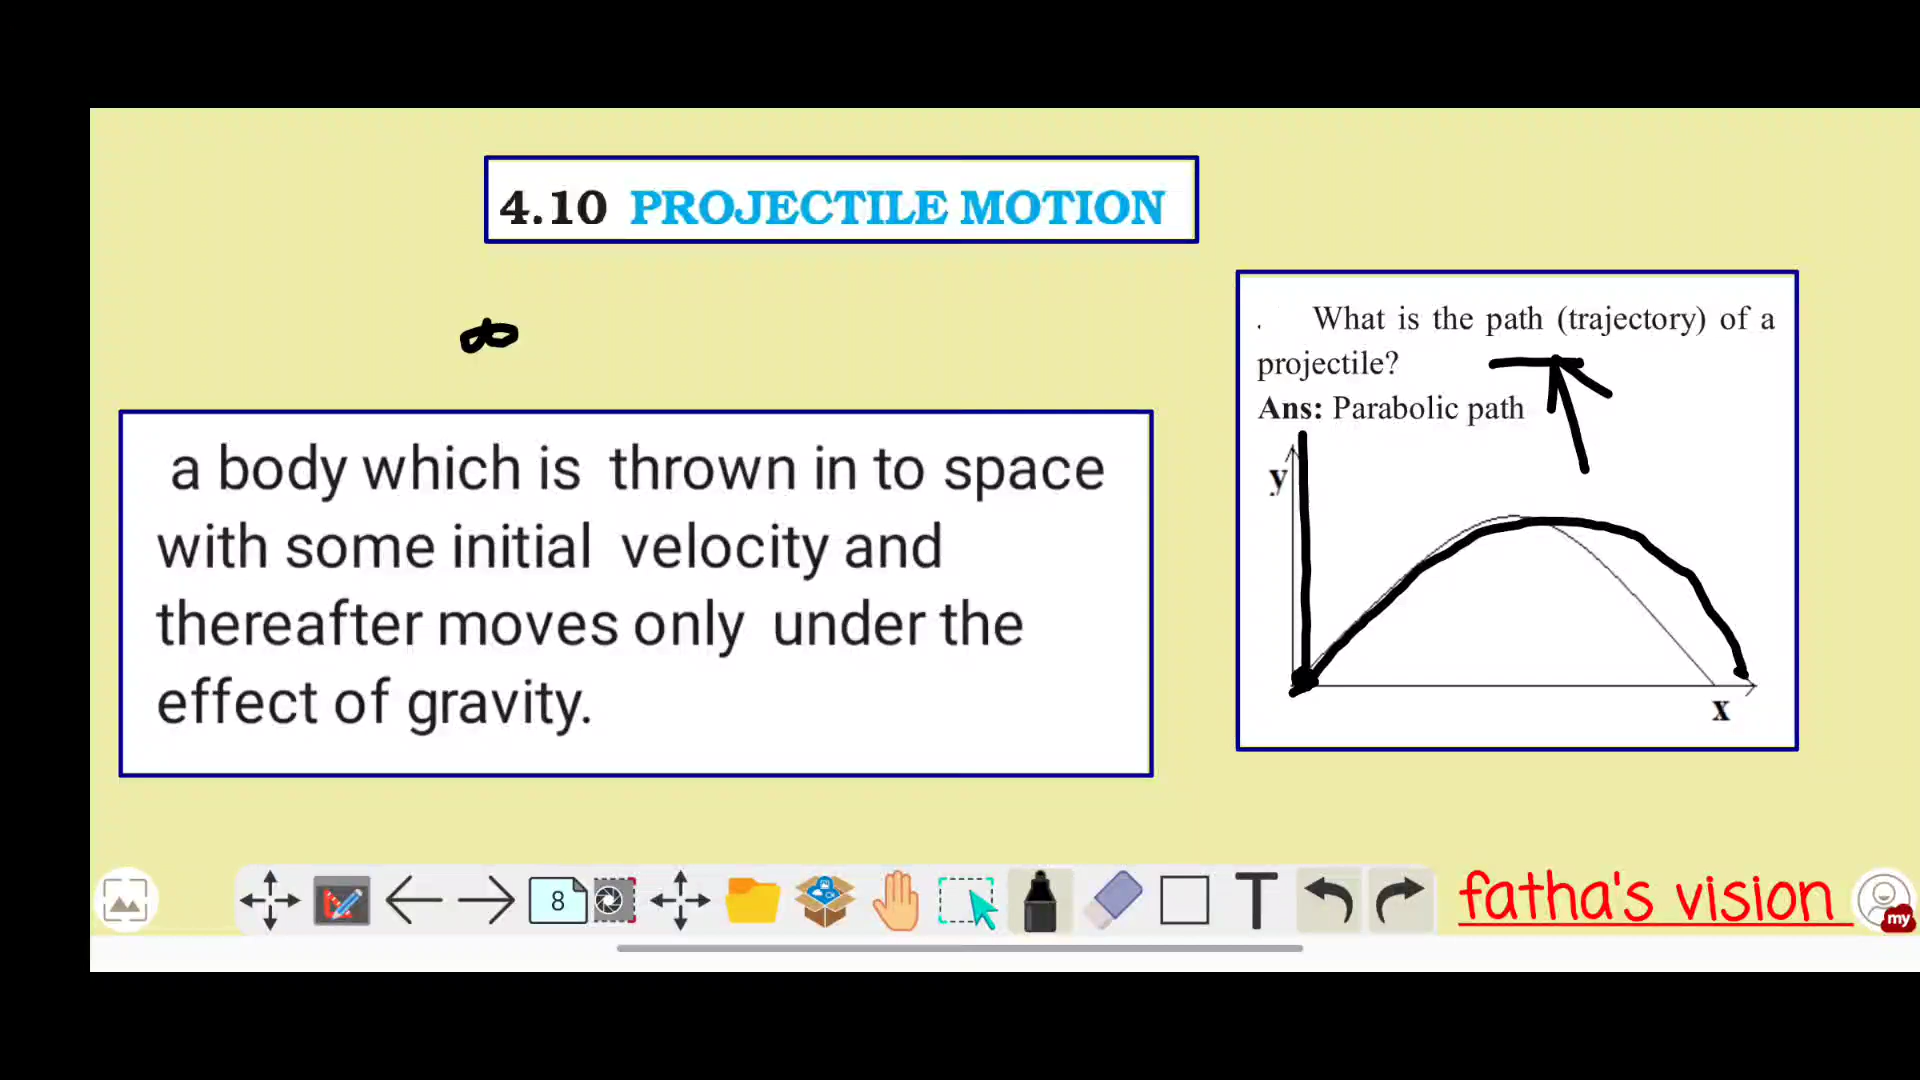 4.10 PROJECTILE MOTION
a body which is thrown in to space
with some initial velocity and
thereafter moves only under the
effect of gravity.
. What is the path (trajectory) of a
projectile?
Ans: Parabolic path
y
x
8
T
fatha's vision
my